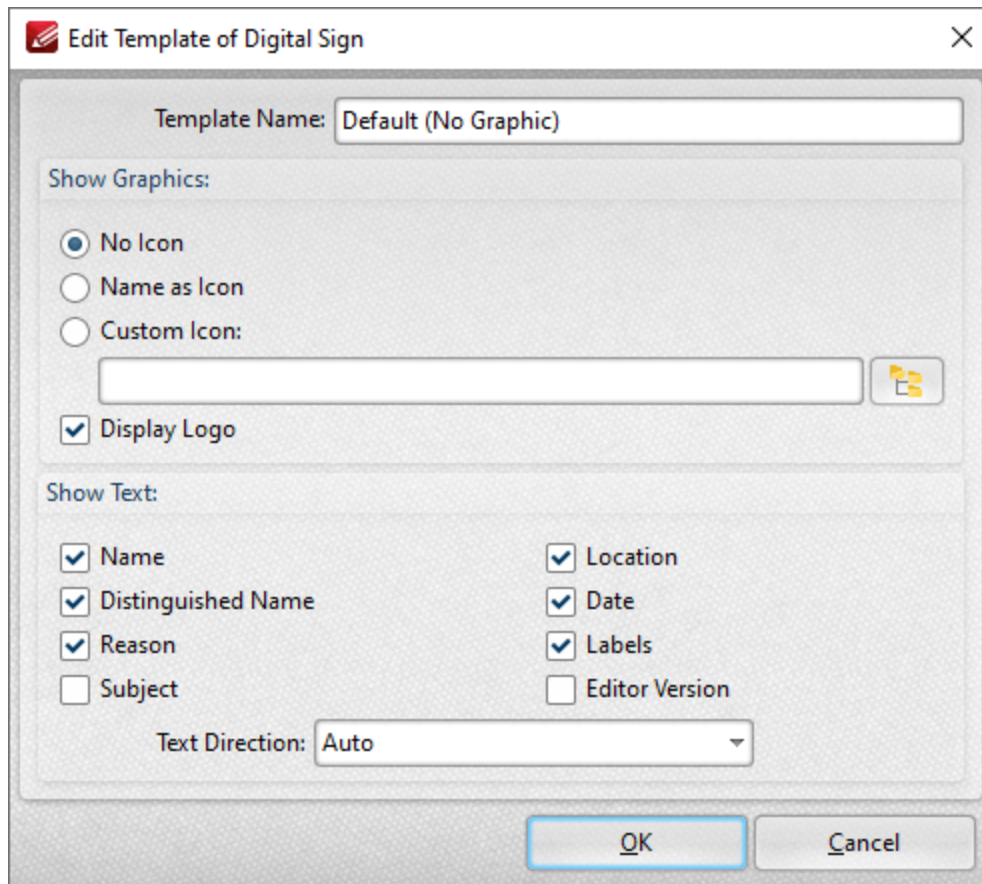 Edit Template of Digital Sign
Template Name: Default (No Graphic)
Show Graphics:
No Icon
Name as Icon
Custom Icon:
Display Logo
Show Text:
Name Location
Distinguished Name Date
Reason Labels
Subject Editor Version
Text Direction: Auto
OK Cancel